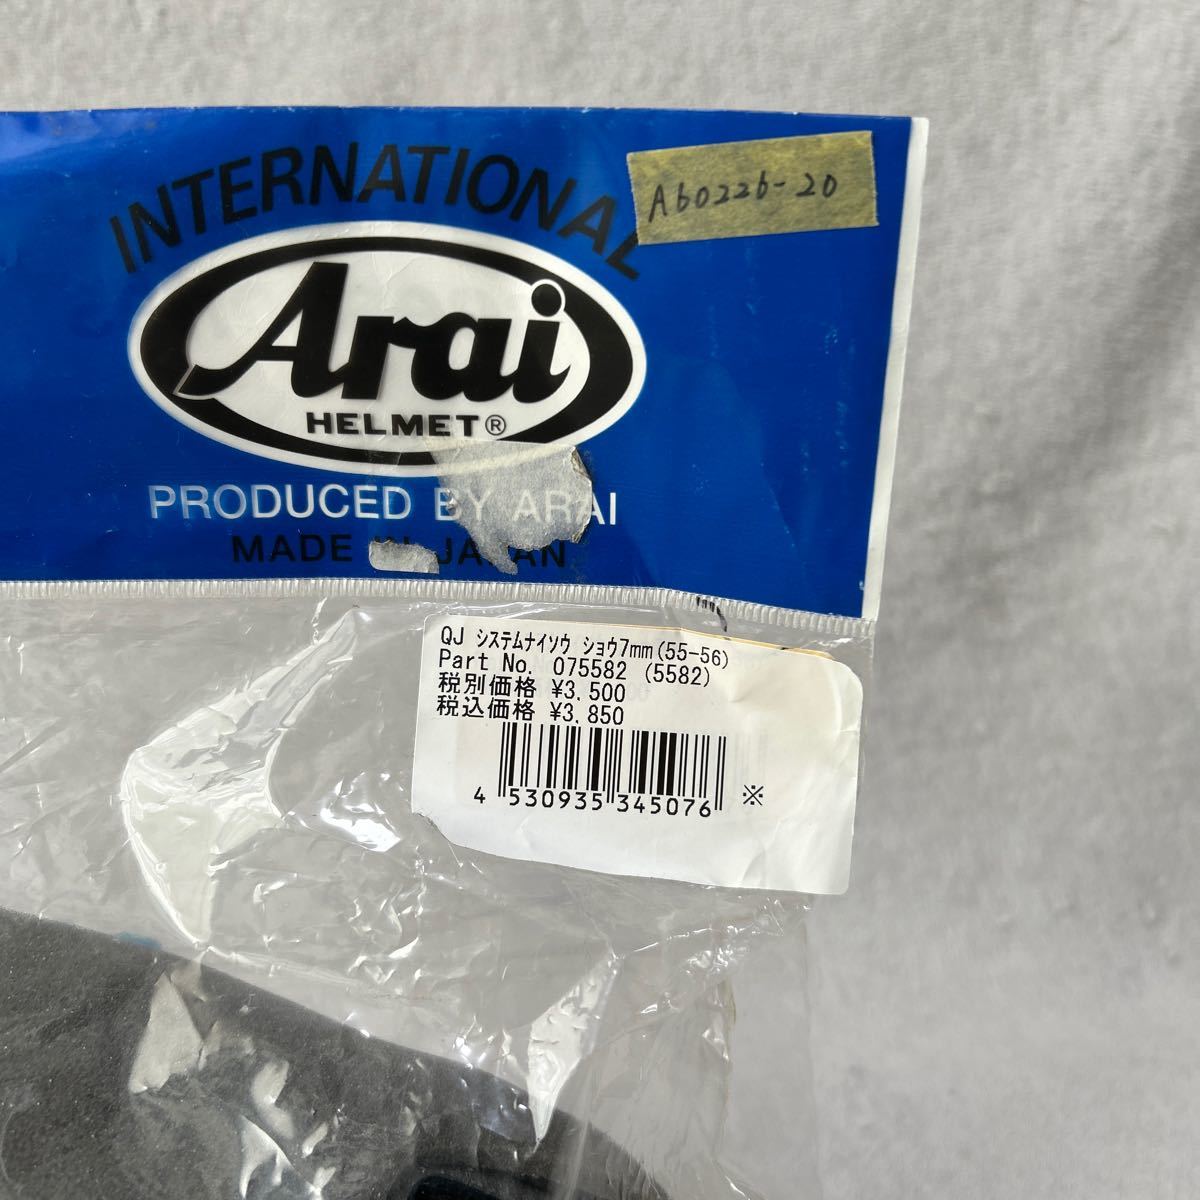 INTERNATIONAL
A60226-20
Arai
HELMET®
PRODUCED BY ARAI
MADE IN JAPAN
QJ システムナイソウ ショウ7mm(55-56)
Part No. 075582 (5582)
税別価格 ¥3,500
税込価格 ¥3,850
4 530935 345076 ※